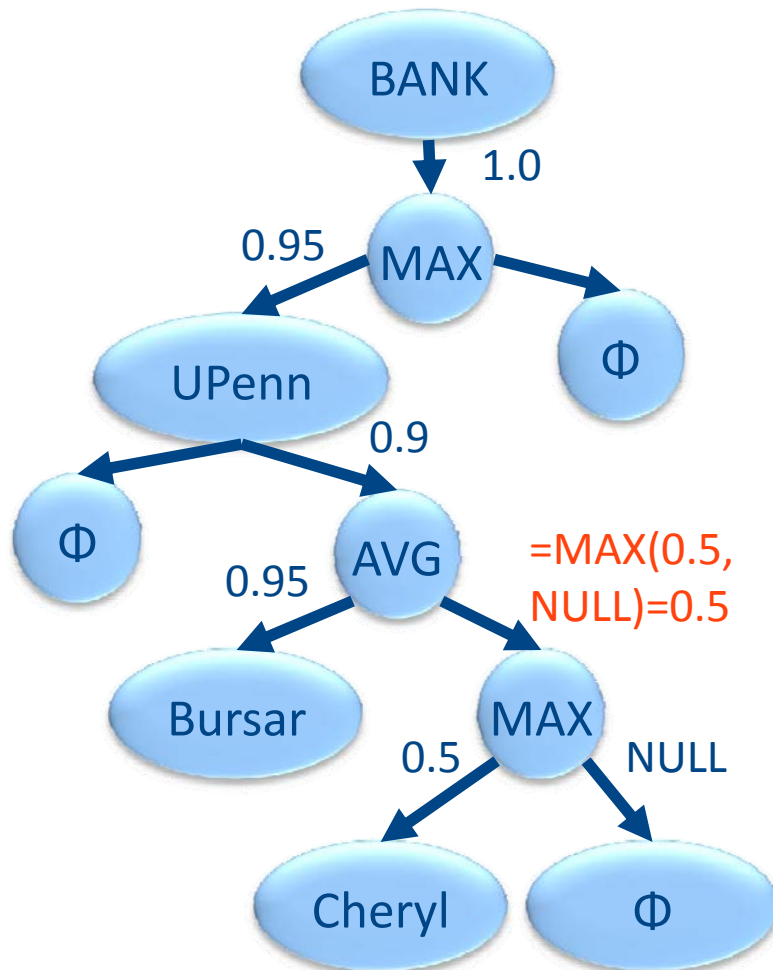 BANK
1.0
0.95
MAX
Φ
UPenn
0.9
Φ
AVG
=MAX(0.5,
NULL)=0.5
0.95
Bursar
MAX
0.5
NULL
Cheryl
Φ